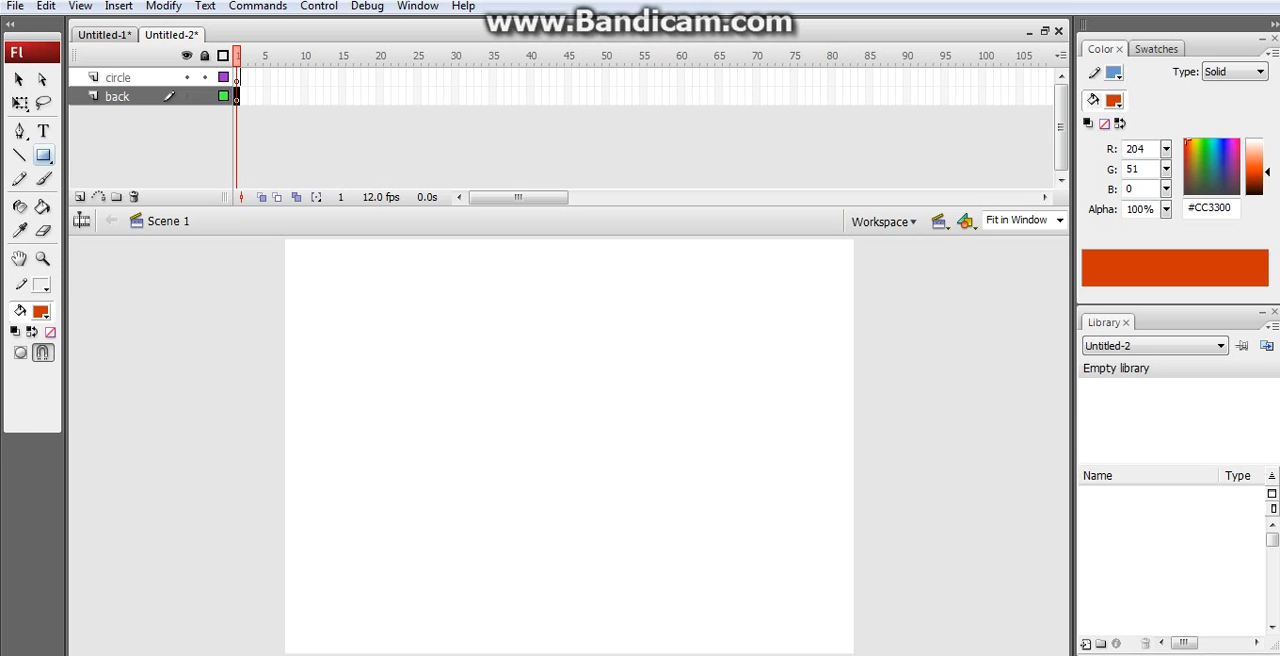 File Edit View Insert Modify Text Commands Control Debug Window Help
www.Bandicam.com
Fl
Untitled-1* Untitled-2*
1 5 10 15 20 25 30 35 40 45 50 55 60 65 70 75 80 85 90 95 100 105
circle
back
1 12.0 fps 0.0s
Scene 1
Workspace Fit in Window
T
Color Swatches
Type: Solid
R: 204
G: 51
B: 0
Alpha: 100% #CC3300
Library
Untitled-2
Empty library
Name Type